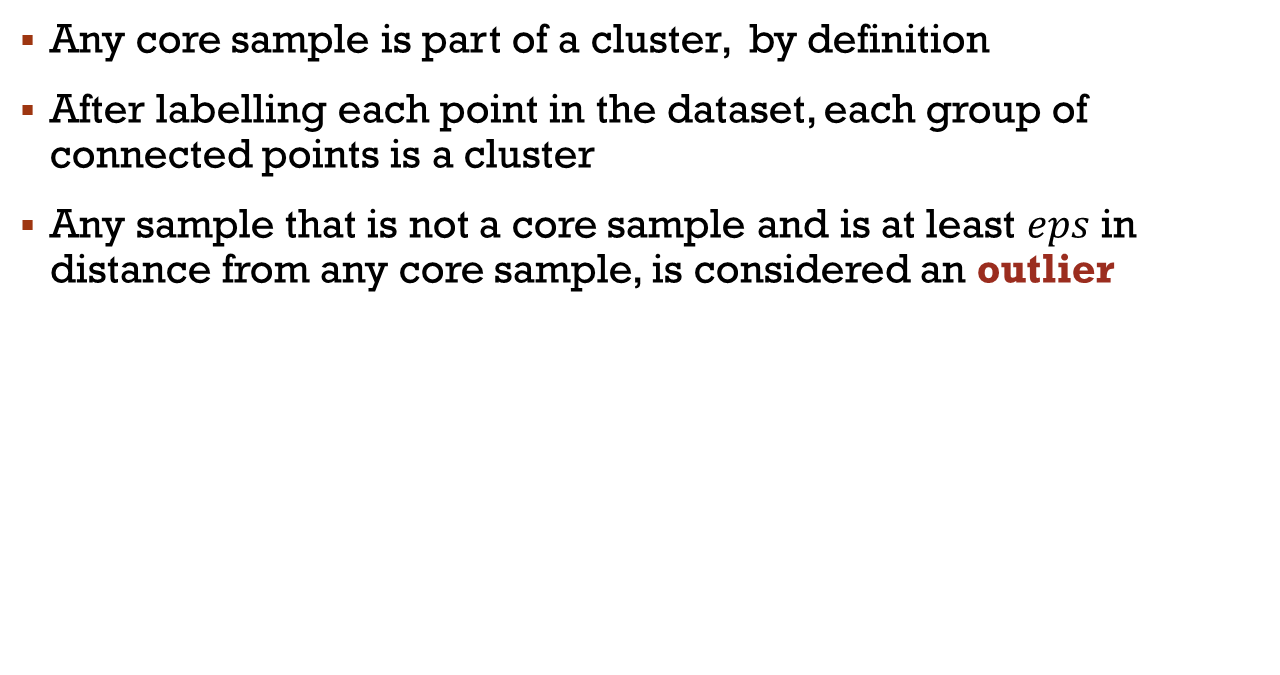 ▪ Any core sample is part of a cluster, by definition
▪ After labelling each point in the dataset, each group of
connected points is a cluster
▪ Any sample that is not a core sample and is at least eps in
distance from any core sample, is considered an outlier